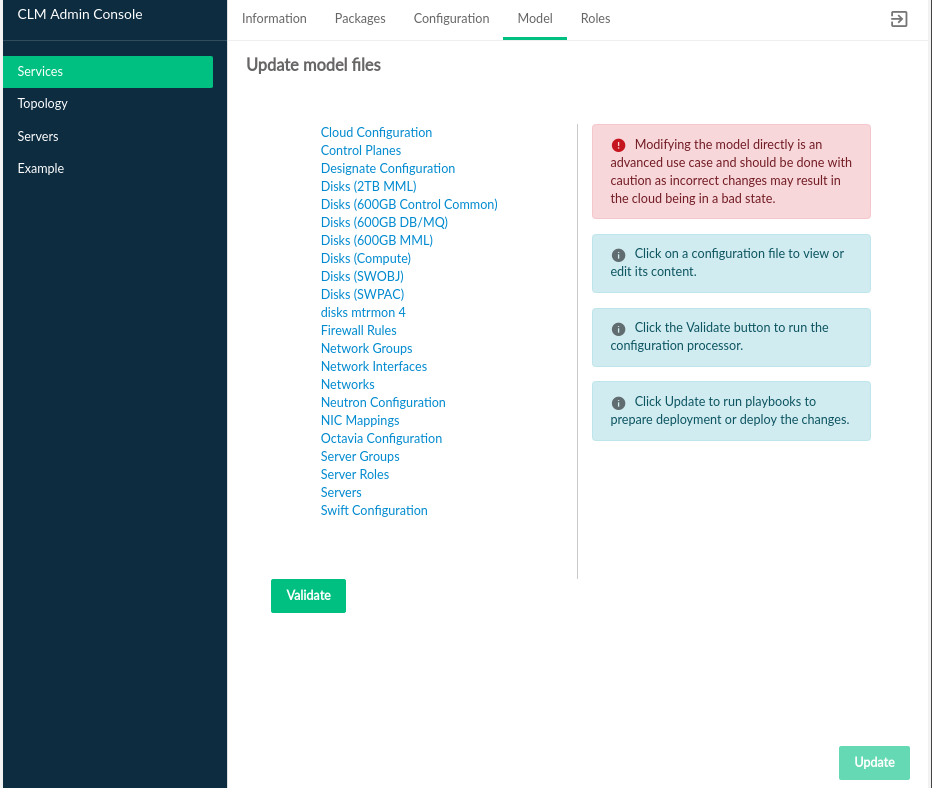 CLM Admin Console
Services
Topology
Servers
Example
Information Packages Configuration Model Roles
Update model files
Cloud Configuration
Control Planes
Designate Configuration
Disks (2TB MML)
Disks (600GB Control Common)
Disks (600GB DB/MQ)
Disks (600GB MML)
Disks (Compute)
Disks (SWOBJ)
Disks (SWPAC)
disks mtrmon 4
Firewall Rules
Network Groups
Network Interfaces
Networks
Neutron Configuration
NIC Mappings
Octavia Configuration
Server Groups
Server Roles
Servers
Swift Configuration
Modifying the model directly is an
advanced use case and should be done with
caution as incorrect changes may result in
the cloud being in a bad state.
Click on a configuration file to view or
edit its content.
Click the Validate button to run the
configuration processor.
Click Update to run playbooks to
prepare deployment or deploy the changes.
Validate
Update